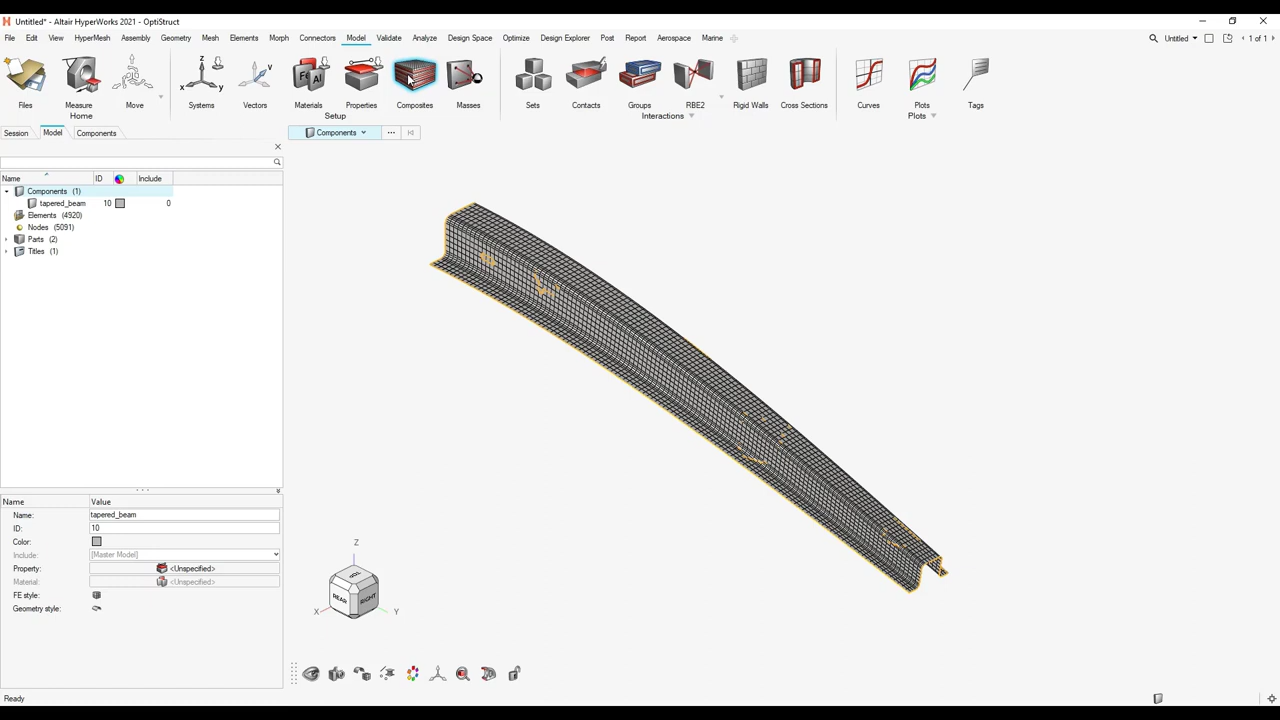 Untitled* - Altair HyperWorks 2021 - OptiStruct
File Edit View HyperMesh Assembly Geometry Mesh Elements Morph Connectors Model Validate Analyze Design Space Optimize Design Explorer Post Report Aerospace Marine Untitled 1 of 1
Files Measure Move Systems Vectors Materials Properties Composites Masses Sets Contacts Groups RBE2 Rigid Walls Cross Sections Curves Plots Tags
Home Setup Interactions Plots
Session Model Components
Components
Name ID Include
Components (1)
tapered_beam 10 0
Elements (4920)
Nodes (5091)
Parts (2)
Titles (1)
Name Value
Name: tapered_beam
ID: 10
Color:
Include: [Master Model]
Property: <Unspecified>
Material: <Unspecified>
FE style:
Geometry style:
Z
REAR RIGHT
X Y
Ready